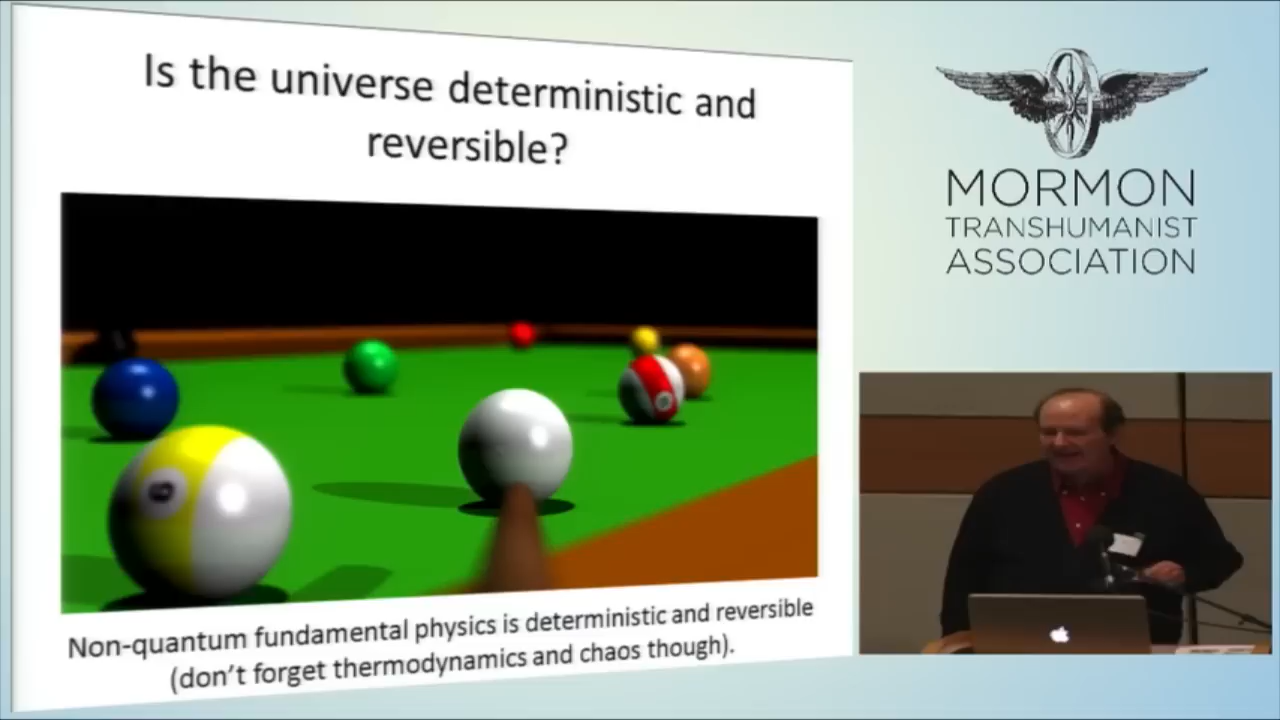 Is the universe deterministic and
reversible?
Non-quantum fundamental physics is deterministic and reversible
(don't forget thermodynamics and chaos though).
MORMON
TRANSHUMANIST
ASSOCIATION